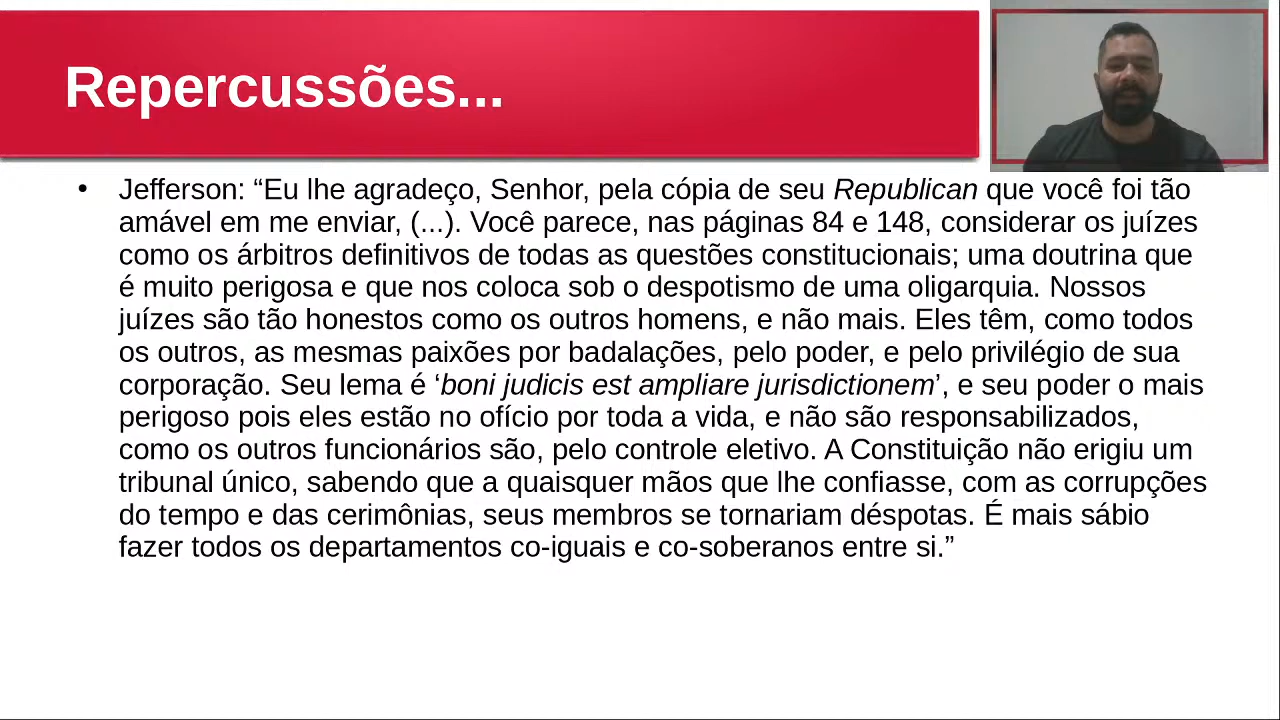 Repercussões...
• Jefferson: “Eu lhe agradeço, Senhor, pela cópia de seu Republican que você foi tão
amável em me enviar, (...). Você parece, nas páginas 84 e 148, considerar os juízes
como os árbitros definitivos de todas as questões constitucionais; uma doutrina que
é muito perigosa e que nos coloca sob o despotismo de uma oligarquia. Nossos
juízes são tão honestos como os outros homens, e não mais. Eles têm, como todos
os outros, as mesmas paixões por badalações, pelo poder, e pelo privilégio de sua
corporação. Seu lema é ‘boni judicis est ampliare jurisdictionem’, e seu poder o mais
perigoso pois eles estão no ofício por toda a vida, e não são responsabilizados,
como os outros funcionários são, pelo controle eletivo. A Constituição não erigiu um
tribunal único, sabendo que a quaisquer mãos que lhe confiasse, com as corrupções
do tempo e das cerimônias, seus membros se tornariam déspotas. É mais sábio
fazer todos os departamentos co-iguais e co-soberanos entre si.”